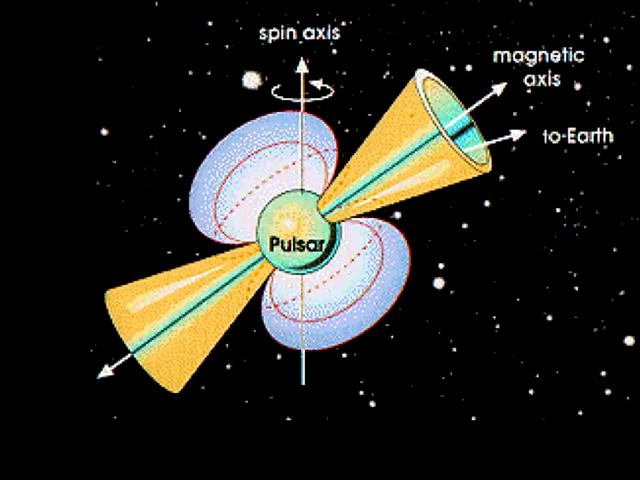 spin axis
magnetic
axis
to Earth
Pulsar